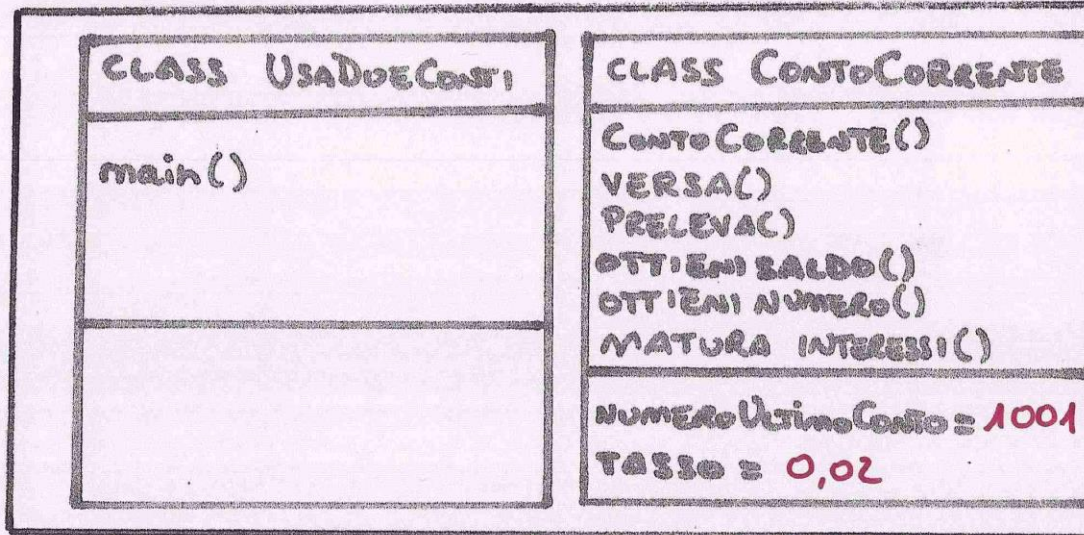 CLASS USADUECONTI
main()
CLASS CONTOCORRENTE
CONTOCORRENTE()
VERSA()
PRELEVA()
OTTIENI SALDO()
OTTIENI NUMERO()
MATURA INTERESSI()
NUMEROULTIMOCONTO = 1001
TASSO = 0,02